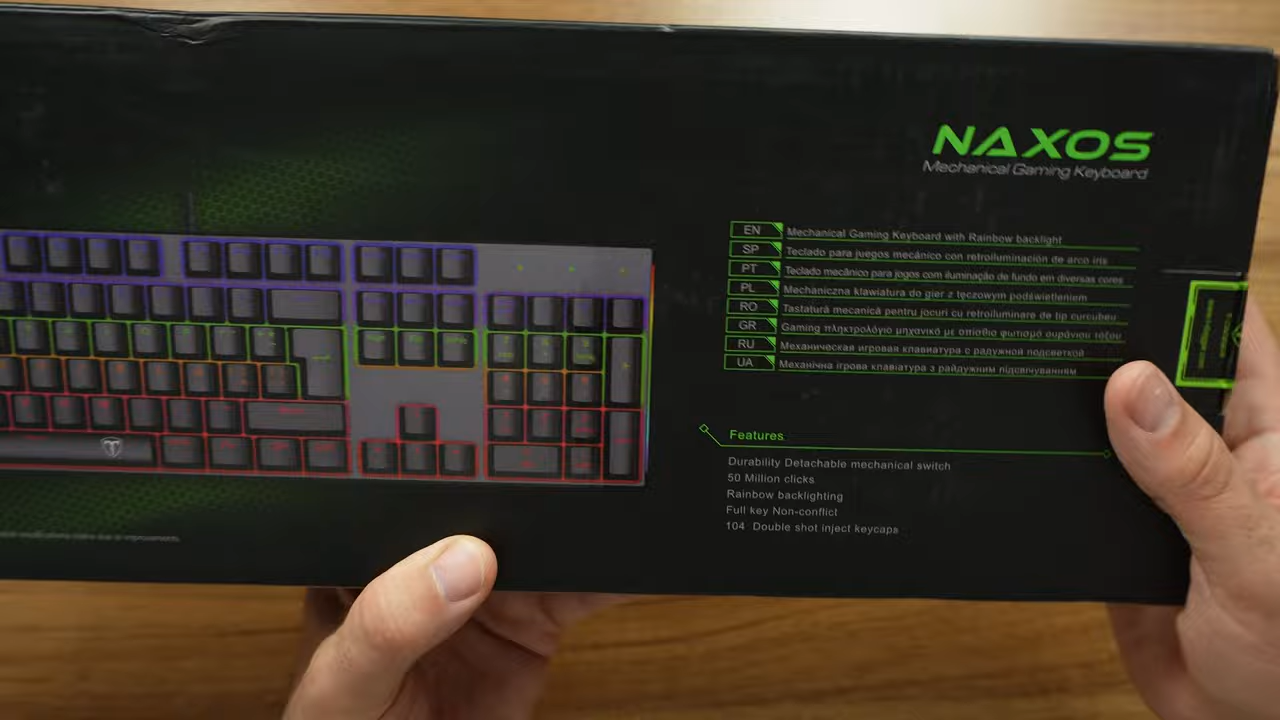 NAXOS
Mechanical Gaming Keyboard
EN Mechanical Gaming Keyboard with Rainbow backlight
SP Teclado para juegos mecánico con retroiluminación de arco iris
PT Teclado mecânico para jogos com iluminação de fundo em diversas cores
PL Mechaniczna klawiatura do gier z tęczowym podświetleniem
RO Tastatură mecanică pentru jocuri cu retroiluminare de tip curcubeu
GR Gaming πληκτρολόγιο μηχανικό με οπίσθιο φωτισμό ουράνιου τόξου
RU Механическая игровая клавиатура с радужной подсветкой
UA Механічна ігрова клавіатура з райдужним підсвічуванням
Features
Durability Detachable mechanical switch
50 Million clicks
Rainbow backlighting
Full key Non-conflict
104 Double shot inject keycaps